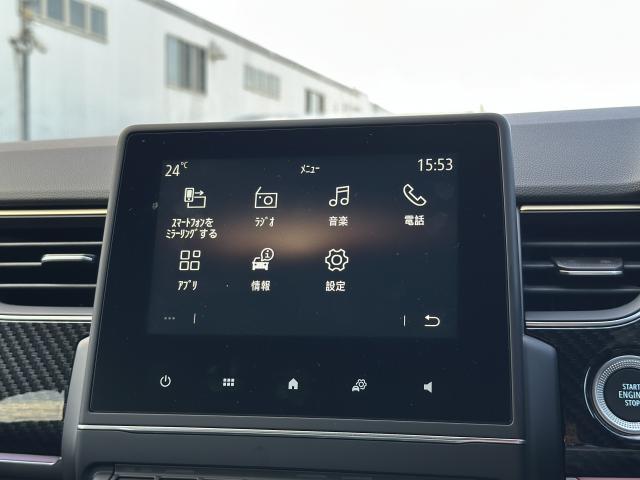 24℃ ﾒﾆｭｰ 15:53
ｽﾏｰﾄﾌｫﾝを
ﾐﾗｰﾘﾝｸﾞする
ﾗｼﾞｵ
音楽
電話
ｱﾌﾟﾘ
情報
設定
START
ENGINE
STOP